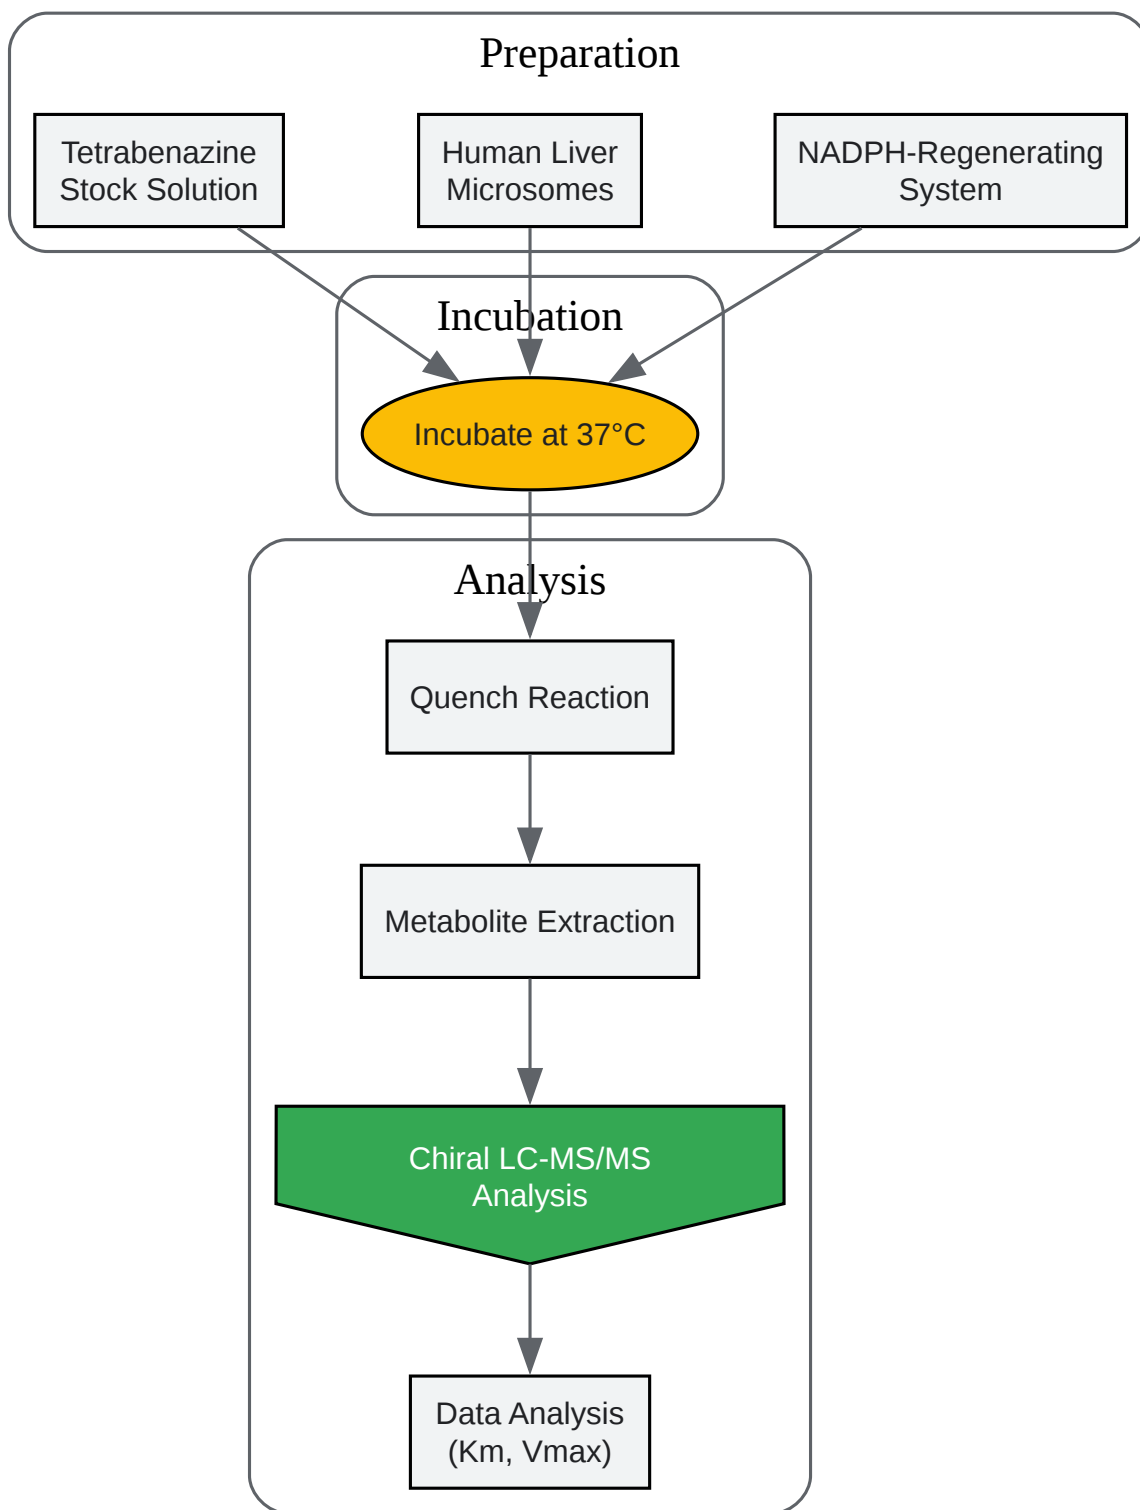 Preparation
Tetrabenazine
Stock Solution
Human Liver
Microsomes
NADPH-Regenerating
System
Incubation
Incubate at 37°C
Analysis
Quench Reaction
Metabolite Extraction
Chiral LC-MS/MS
Analysis
Data Analysis
(Km, Vmax)